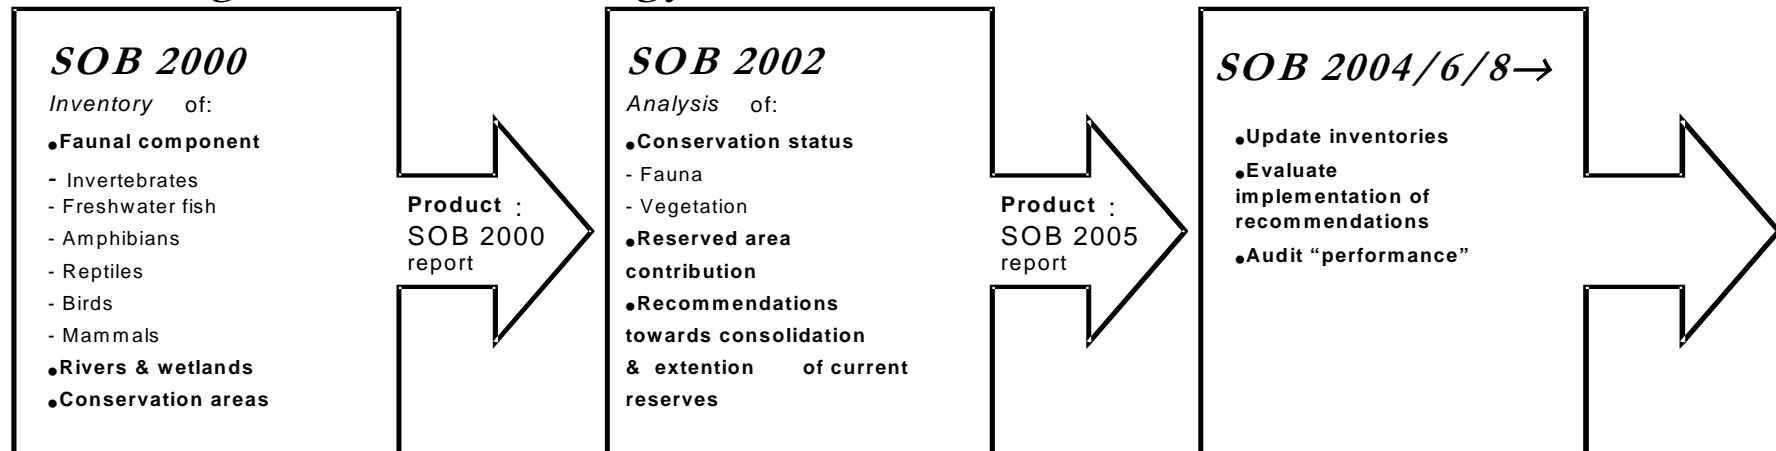 SOB 2000
Inventory of:
•Faunal component
- Invertebrates
- Freshwater fish
- Amphibians
- Reptiles
- Birds
- Mammals
•Rivers & wetlands
•Conservation areas
Product :
SOB 2000
report
SOB 2002
Analysis of:
•Conservation status
- Fauna
- Vegetation
•Reserved area
contribution
•Recommendations
towards consolidation
& extention of current
reserves
Product :
SOB 2005
report
SOB 2004/6/8→
•Update inventories
•Evaluate
implementation of
recommendations
•Audit “performance”